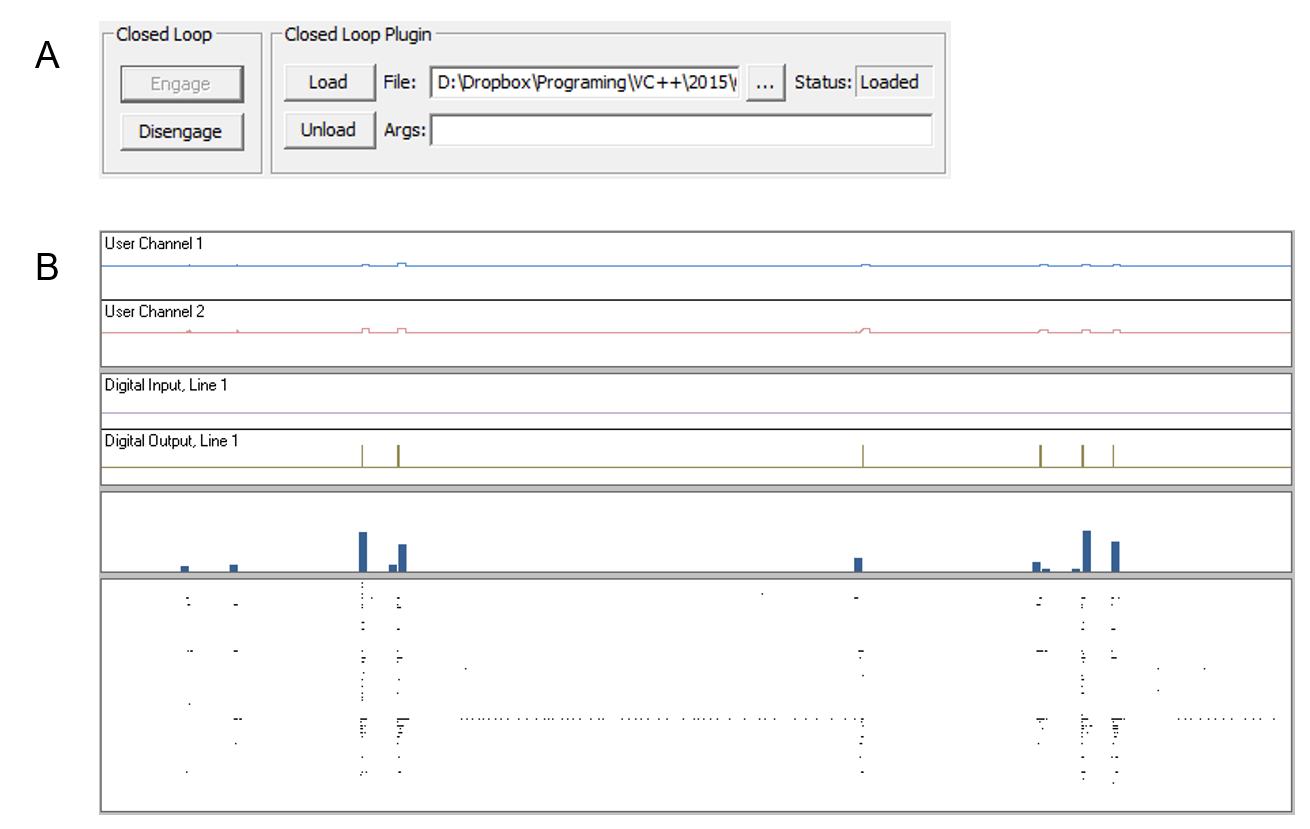 A
Closed Loop
Closed Loop Plugin
Engage
Load File: D:\Dropbox\Programing\VC++\2015\ ... Status: Loaded
Disengage
Unload Args:
B
User Channel 1
User Channel 2
Digital Input, Line 1
Digital Output, Line 1